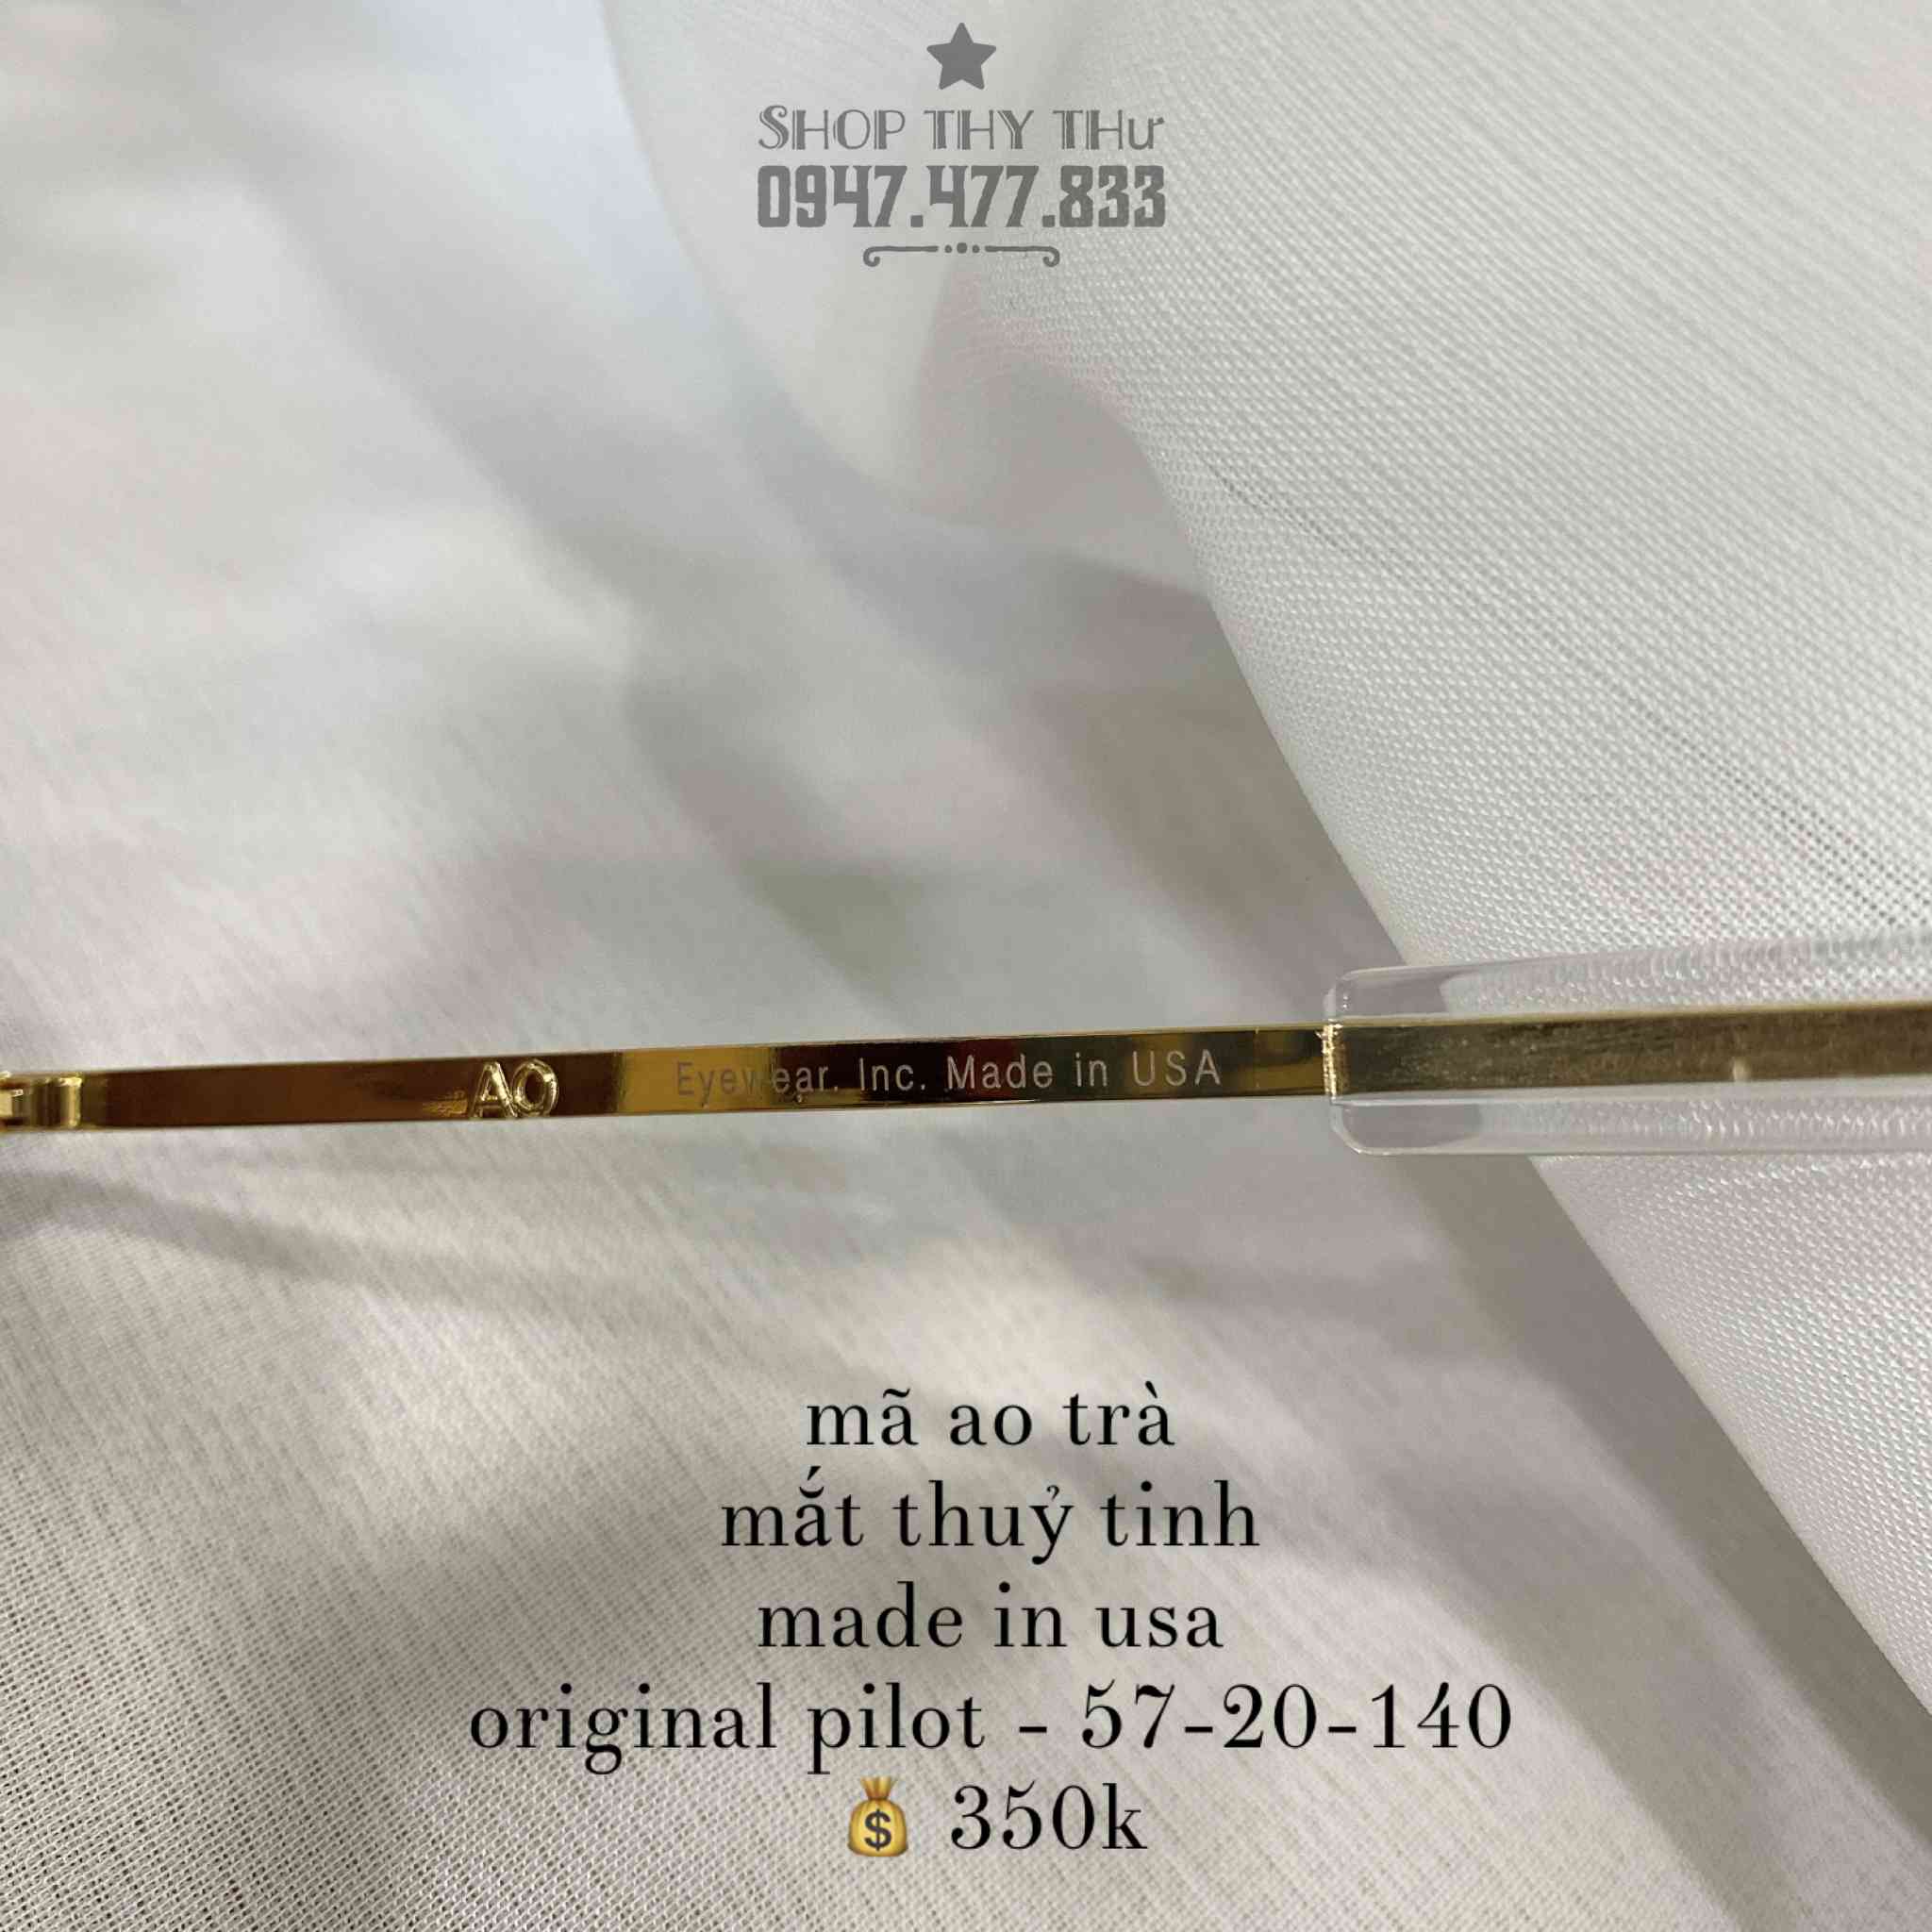 SHOP THY THư
0947.477.833
AO Eyewear. Inc. Made in USA
mã ao trà
mắt thuỷ tinh
made in usa
original pilot - 57-20-140
💰 350k